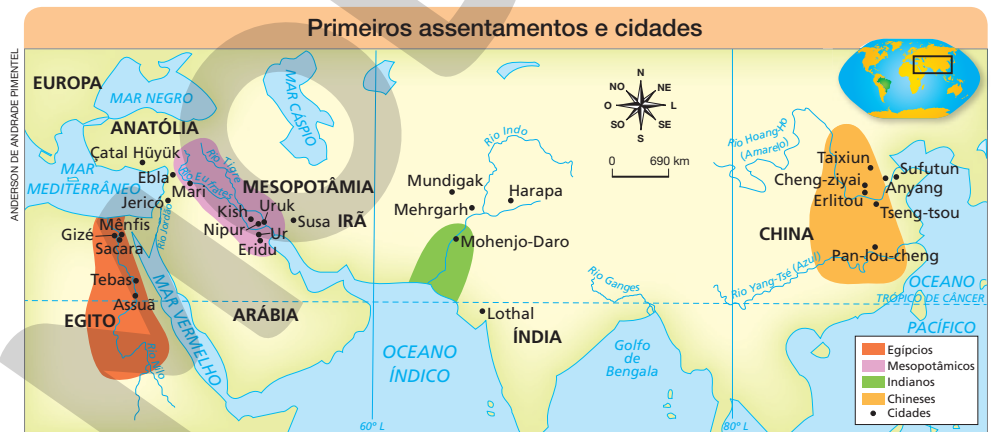 Primeiros assentamentos e cidades
ANDERSON DE ANDRADE PIMENTEL
EUROPA
MAR NEGRO
MAR CÁSPIO
ANATÓLIA
Çatal Hüyük
MAR
MEDITERRÂNEO
Ebla
Mari
Rio Tigre
Rio Eufrates
MESOPOTÂMIA
Jericó
Rio Jordão
Kish
Uruk
Susa
IRÃ
Nipur
Ur
Eridu
Mênfis
Gizé
Sacara
Tebas
Assuã
EGITO
Rio Nilo
MAR VERMELHO
ARÁBIA
Rio Indo
Mundigak
Harapa
Mehrgarh
Mohenjo-Daro
Lothal
ÍNDIA
OCEANO
ÍNDICO
Rio Ganges
Golfo
de
Bengala
N
NO
NE
O
L
SO
SE
S
0
690 km
Rio Hoang-Ho
(Amarelo)
Taixiun
Sufutun
Cheng-ziyai
Anyang
Erlitou
Tseng-tsou
CHINA
Pan-lou-cheng
Rio Yang-Tsé (Azul)
OCEANO
TRÓPICO DE CÂNCER
PACÍFICO
60º L
80º L
Egípcios
Mesopotâmicos
Indianos
Chineses
Cidades